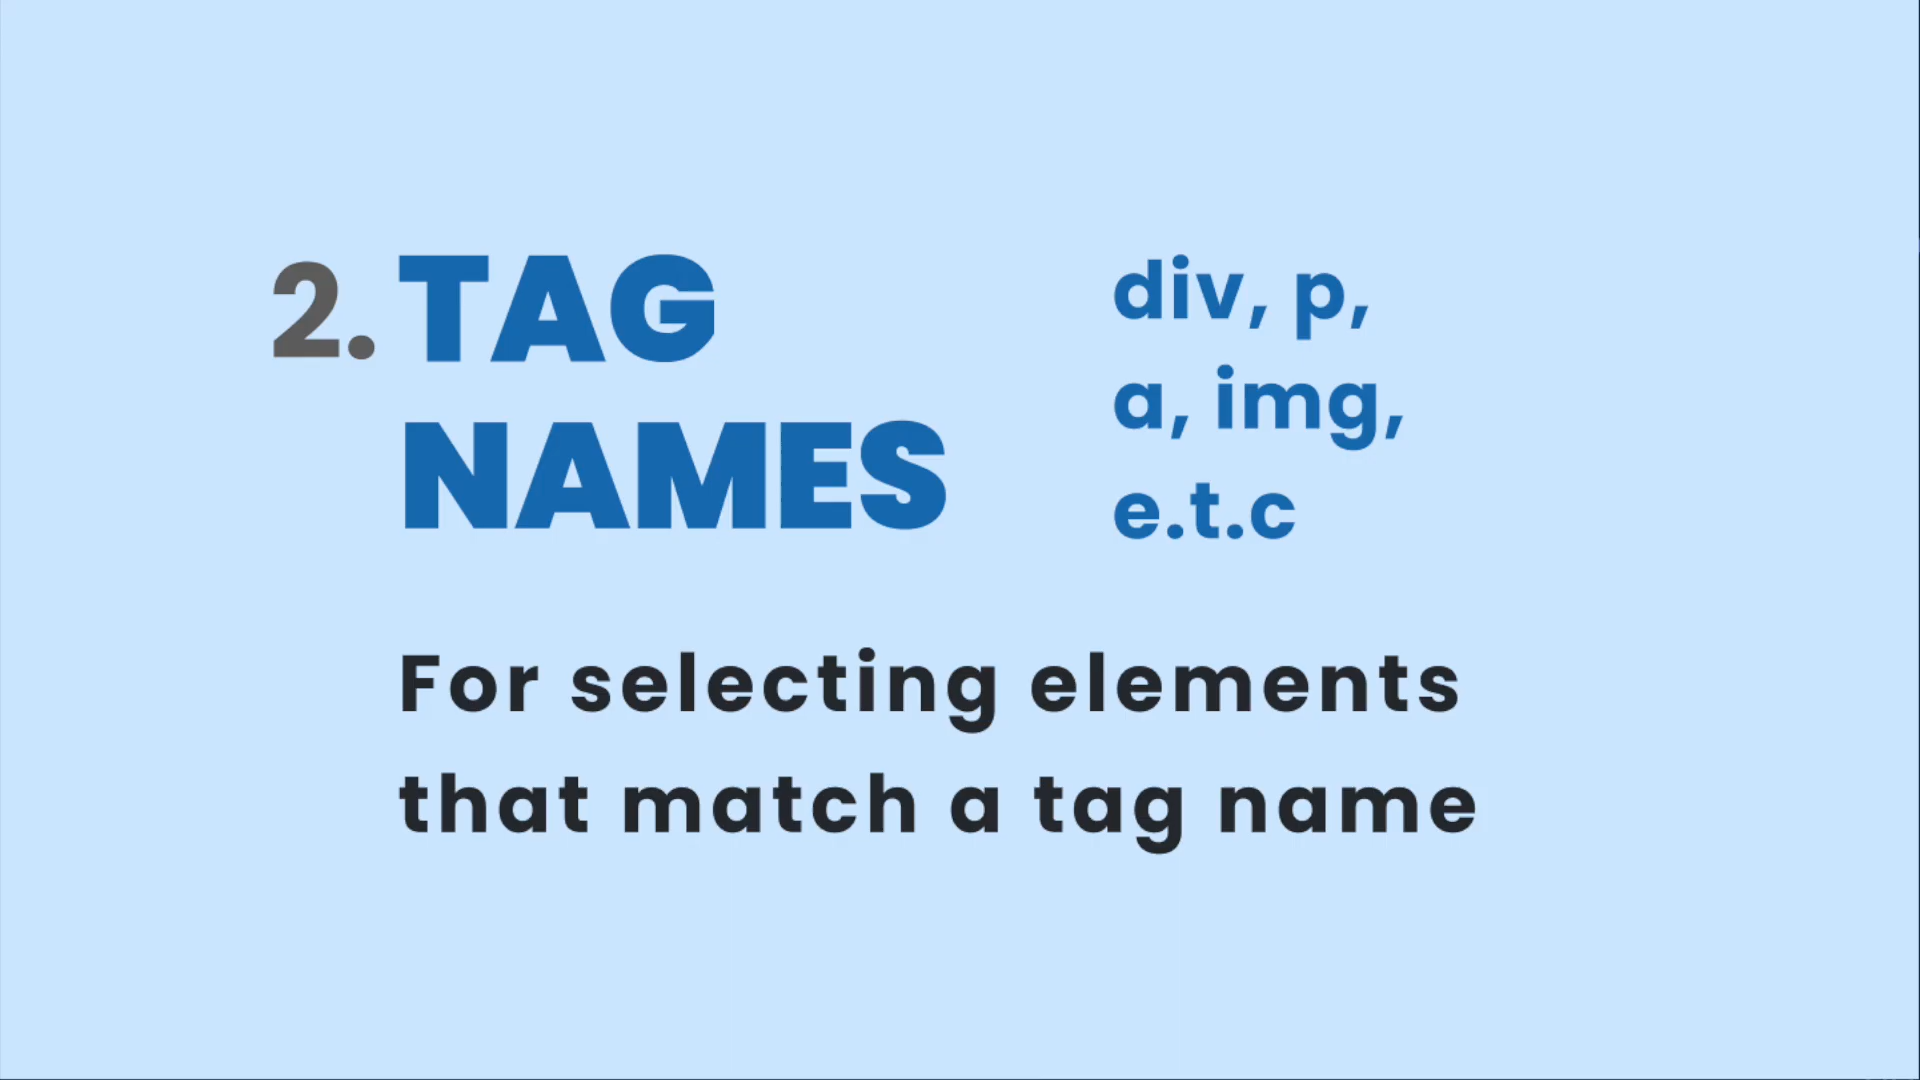 2. TAG
NAMES
div, p,
a, img,
e.t.c
For selecting elements
that match a tag name